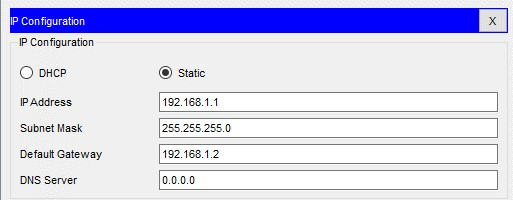 IP Configuration X
IP Configuration
DHCP Static
IP Address 192.168.1.1
Subnet Mask 255.255.255.0
Default Gateway 192.168.1.2
DNS Server 0.0.0.0